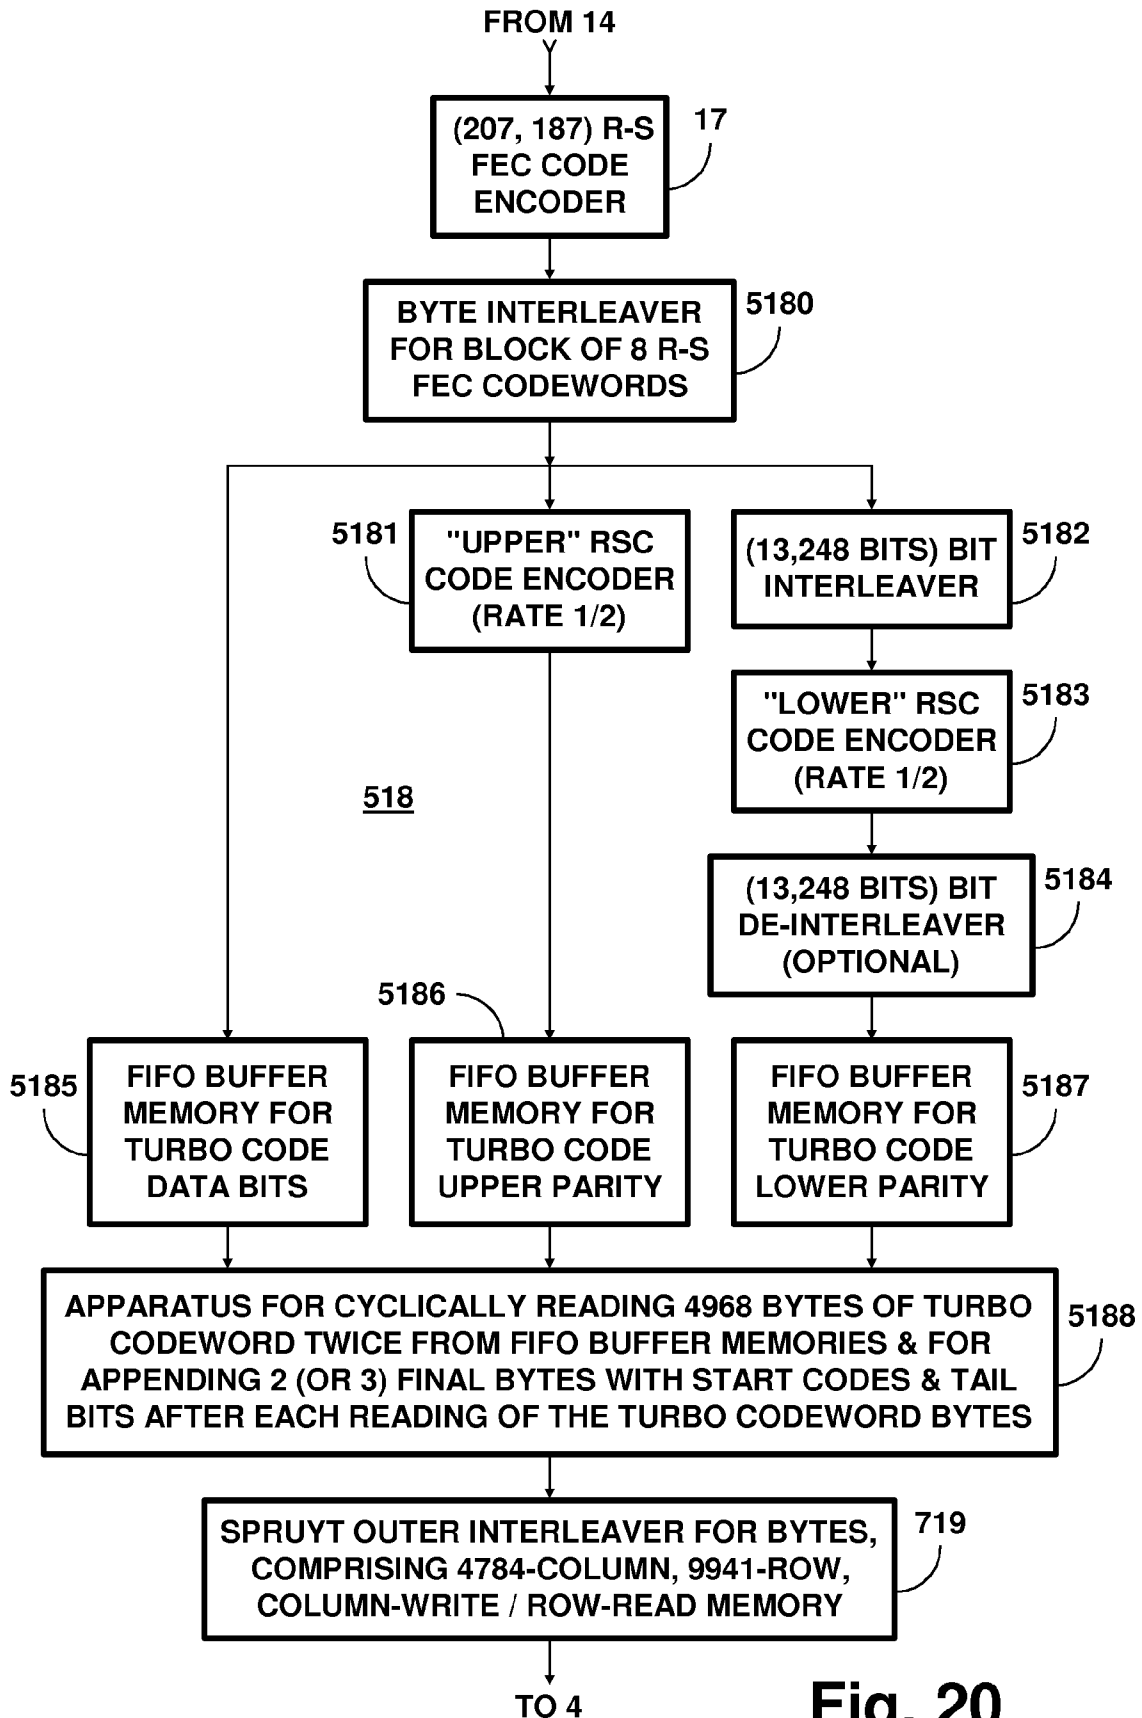 FROM 14
(207, 187) R-S
FEC CODE
ENCODER
17
BYTE INTERLEAVER
FOR BLOCK OF 8 R-S
FEC CODEWORDS
5180
5181
"UPPER" RSC
CODE ENCODER
(RATE 1/2)
(13,248 BITS) BIT
INTERLEAVER
5182
"LOWER" RSC
CODE ENCODER
(RATE 1/2)
5183
518
(13,248 BITS) BIT
DE-INTERLEAVER
(OPTIONAL)
5184
5186
5185
FIFO BUFFER
MEMORY FOR
TURBO CODE
DATA BITS
FIFO BUFFER
MEMORY FOR
TURBO CODE
UPPER PARITY
FIFO BUFFER
MEMORY FOR
TURBO CODE
LOWER PARITY
5187
APPARATUS FOR CYCLICALLY READING 4968 BYTES OF TURBO
CODEWORD TWICE FROM FIFO BUFFER MEMORIES & FOR
APPENDING 2 (OR 3) FINAL BYTES WITH START CODES & TAIL
BITS AFTER EACH READING OF THE TURBO CODEWORD BYTES
5188
SPRUYT OUTER INTERLEAVER FOR BYTES,
COMPRISING 4784-COLUMN, 9941-ROW,
COLUMN-WRITE / ROW-READ MEMORY
719
TO 4
Fig. 20